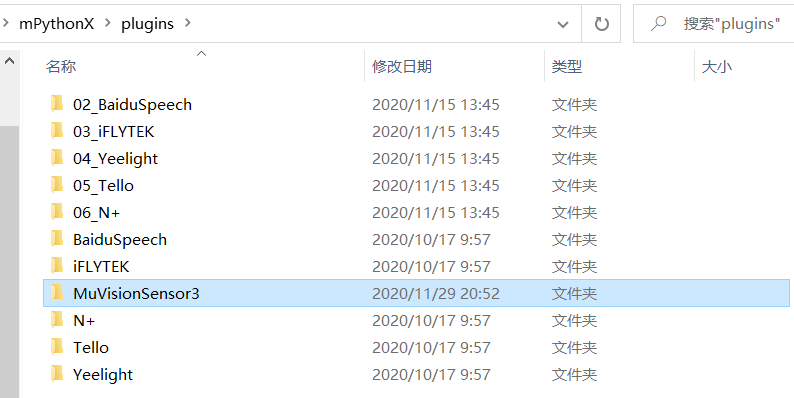 mPythonX > plugins >
搜索"plugins"
名称 修改日期 类型 大小
02_BaiduSpeech 2020/11/15 13:45 文件夹
03_iFLYTEK 2020/11/15 13:45 文件夹
04_Yeelight 2020/11/15 13:45 文件夹
05_Tello 2020/11/15 13:45 文件夹
06_N+ 2020/11/15 13:45 文件夹
BaiduSpeech 2020/10/17 9:57 文件夹
iFLYTEK 2020/10/17 9:57 文件夹
MuVisionSensor3 2020/11/29 20:52 文件夹
N+ 2020/10/17 9:57 文件夹
Tello 2020/10/17 9:57 文件夹
Yeelight 2020/10/17 9:57 文件夹